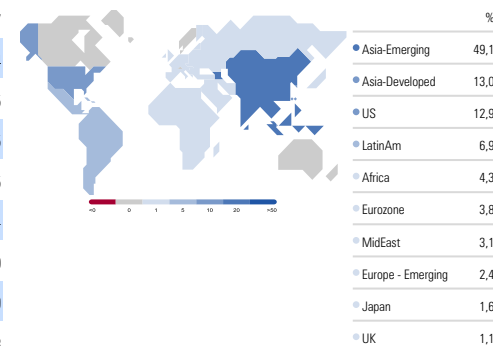 %
Asia-Emerging 49,1
Asia-Developed 13,0
US 12,9
LatinAm 6,9
Africa 4,3
Eurozone 3,8
MidEast 3,1
Europe - Emerging 2,4
Japan 1,6
UK 1,1
<0 0 1 5 10 20 >50